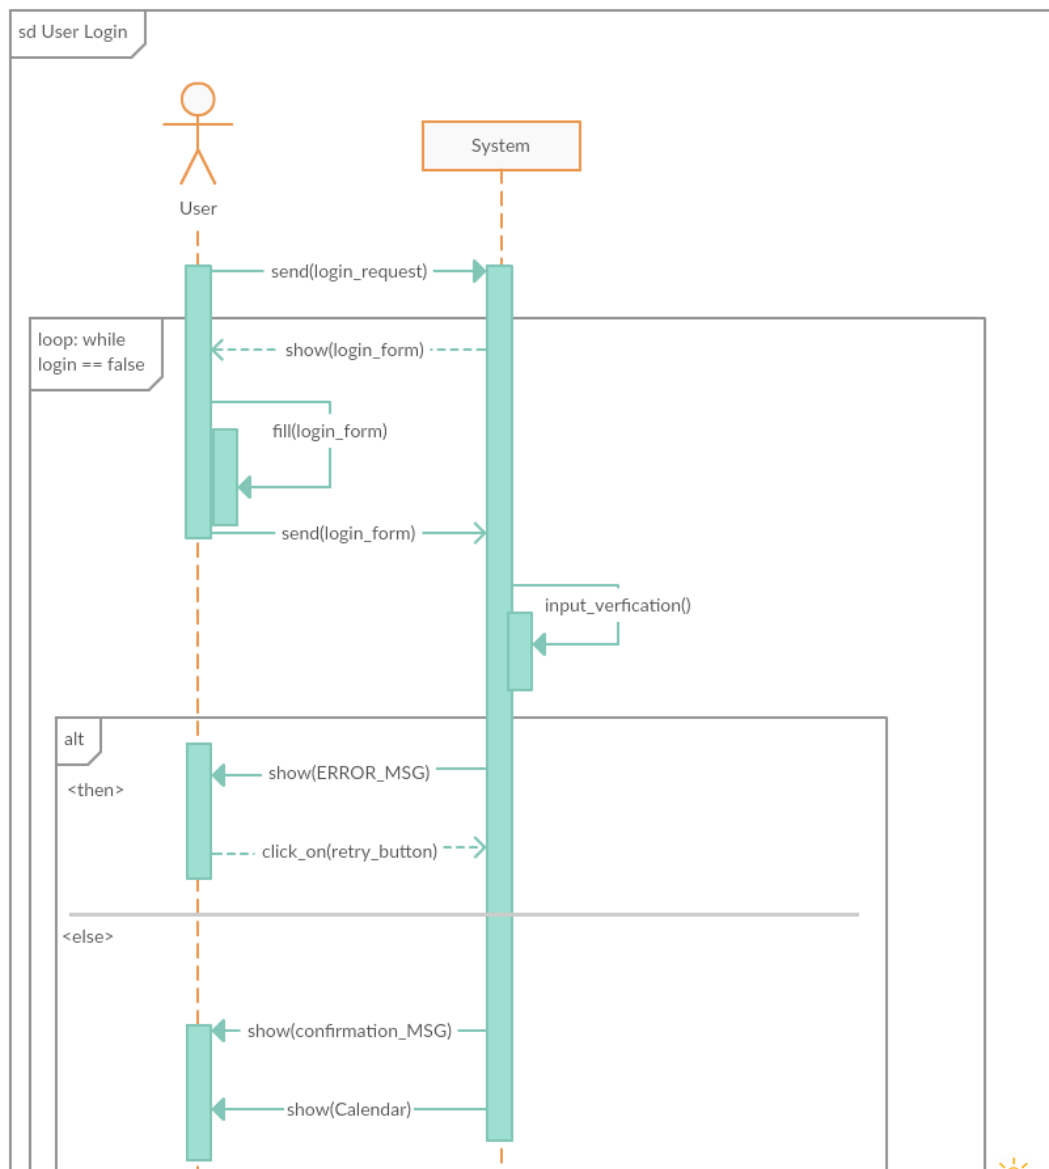 sd User Login
System
User
send(login_request)
loop: while
login == false
show(login_form)
fill(login_form)
send(login_form)
input_verfication()
alt
show(ERROR_MSG)
<then>
click_on(retry_button)
<else>
show(confirmation_MSG)
show(Calendar)